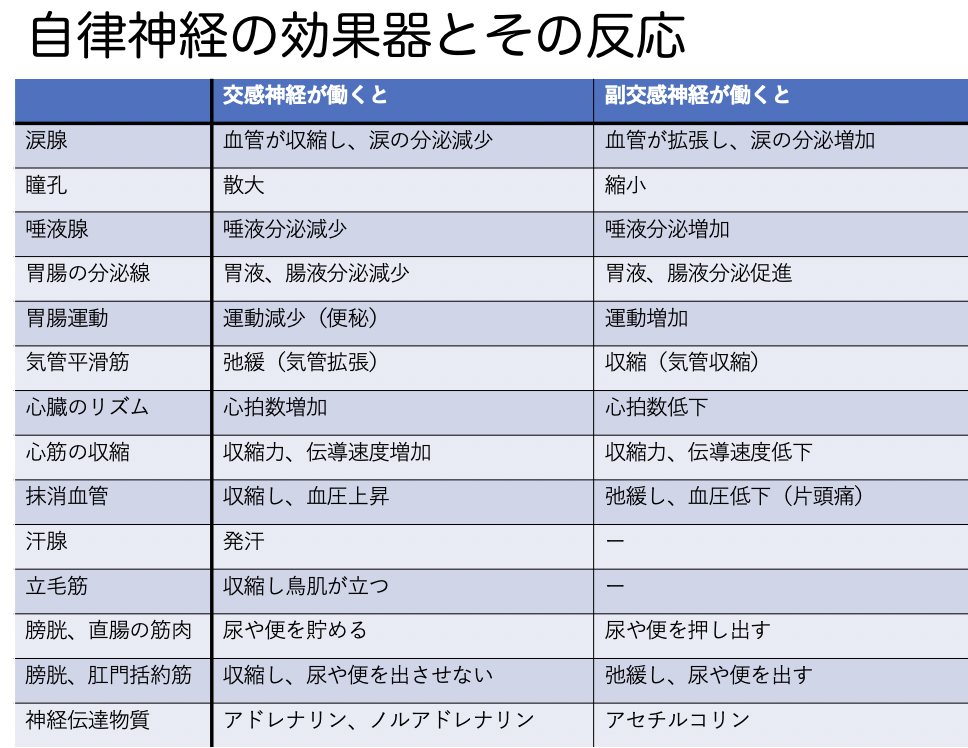 自律神経の効果器とその反応
交感神経が働くと 副交感神経が働くと
涙腺 血管が収縮し、涙の分泌減少 血管が拡張し、涙の分泌増加
瞳孔 散大 縮小
唾液腺 唾液分泌減少 唾液分泌増加
胃腸の分泌線 胃液、腸液分泌減少 胃液、腸液分泌促進
胃腸運動 運動減少（便秘） 運動増加
気管平滑筋 弛緩（気管拡張） 収縮（気管収縮）
心臓のリズム 心拍数増加 心拍数低下
心筋の収縮 収縮力、伝導速度増加 収縮力、伝導速度低下
抹消血管 収縮し、血圧上昇 弛緩し、血圧低下（片頭痛）
汗腺 発汗 ー
立毛筋 収縮し鳥肌が立つ ー
膀胱、直腸の筋肉 尿や便を貯める 尿や便を押し出す
膀胱、肛門括約筋 収縮し、尿や便を出させない 弛緩し、尿や便を出す
神経伝達物質 アドレナリン、ノルアドレナリン アセチルコリン